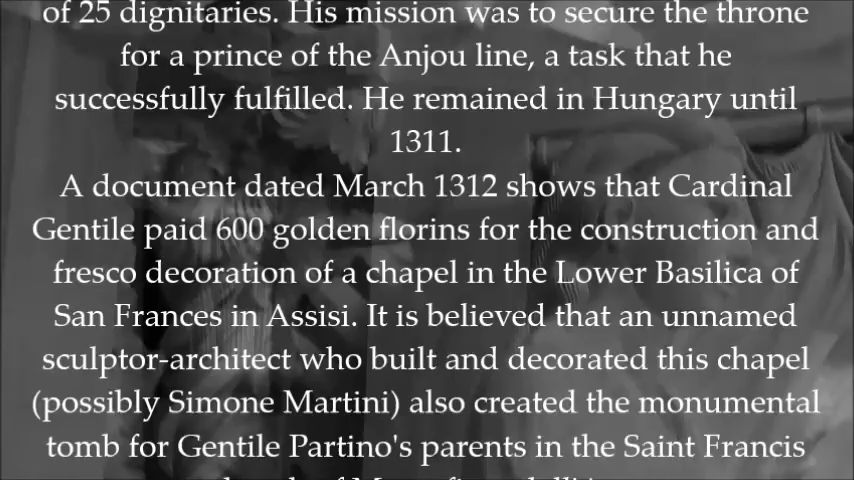 of 25 dignitaries. His mission was to secure the throne
for a prince of the Anjou line, a task that he
successfully fulfilled. He remained in Hungary until
1311.
A document dated March 1312 shows that Cardinal
Gentile paid 600 golden florins for the construction and
fresco decoration of a chapel in the Lower Basilica of
San Frances in Assisi. It is believed that an unnamed
sculptor-architect who built and decorated this chapel
(possibly Simone Martini) also created the monumental
tomb for Gentile Partino's parents in the Saint Francis